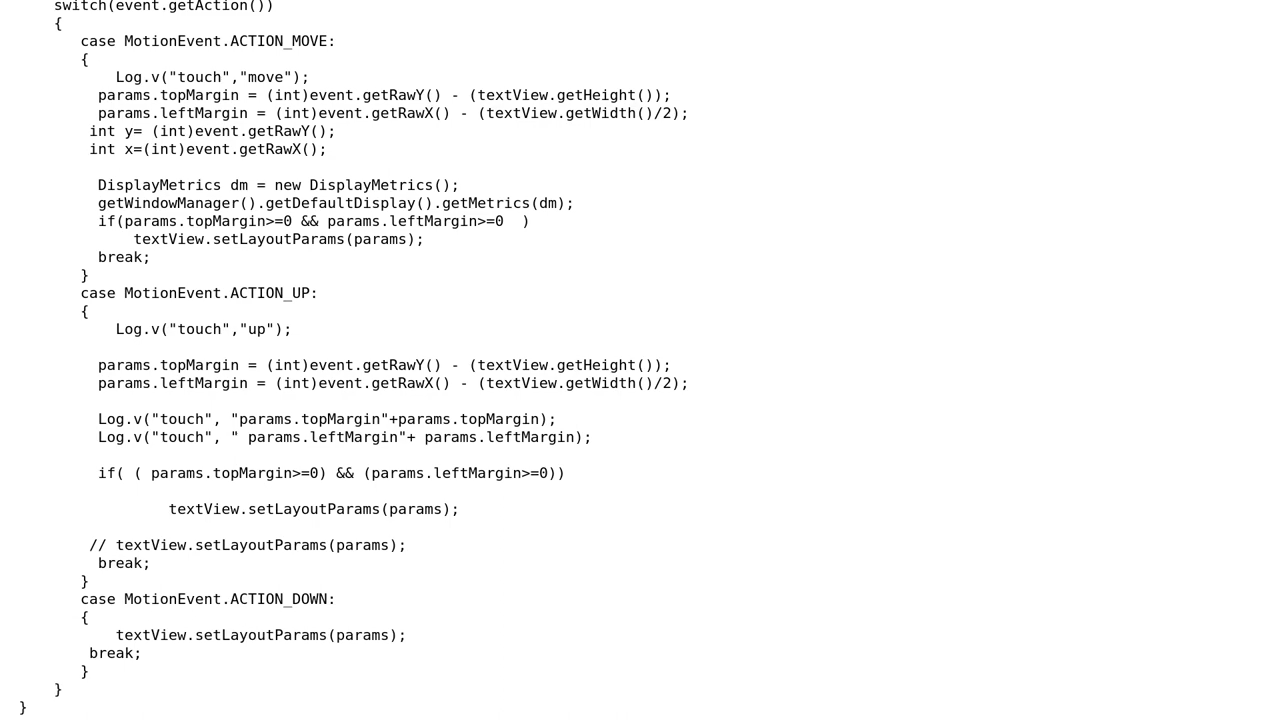 switch(event.getAction())
{
case MotionEvent.ACTION_MOVE:
{
Log.v("touch","move");
params.topMargin = (int)event.getRawY() - (textView.getHeight());
params.leftMargin = (int)event.getRawX() - (textView.getWidth()/2);
int y= (int)event.getRawY();
int x=(int)event.getRawX();
DisplayMetrics dm = new DisplayMetrics();
getWindowManager().getDefaultDisplay().getMetrics(dm);
if(params.topMargin>=0 && params.leftMargin>=0  )
textView.setLayoutParams(params);
break;
}
case MotionEvent.ACTION_UP:
{
Log.v("touch","up");
params.topMargin = (int)event.getRawY() - (textView.getHeight());
params.leftMargin = (int)event.getRawX() - (textView.getWidth()/2);
Log.v("touch", "params.topMargin"+params.topMargin);
Log.v("touch", " params.leftMargin"+ params.leftMargin);
if( ( params.topMargin>=0) && (params.leftMargin>=0))
textView.setLayoutParams(params);
// textView.setLayoutParams(params);
break;
}
case MotionEvent.ACTION_DOWN:
{
textView.setLayoutParams(params);
break;
}
}
}